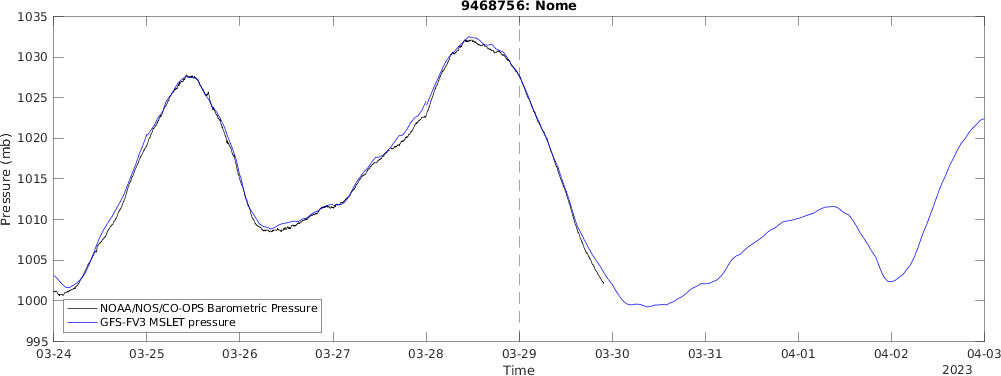 9468756: Nome
Pressure (mb)
1035
1030
1025
1020
1015
1010
1005
1000
995
NOAA/NOS/CO-OPS Barometric Pressure
GFS-FV3 MSLET pressure
03-24 03-25 03-26 03-27 03-28 03-29 03-30 03-31 04-01 04-02 04-03
Time
2023